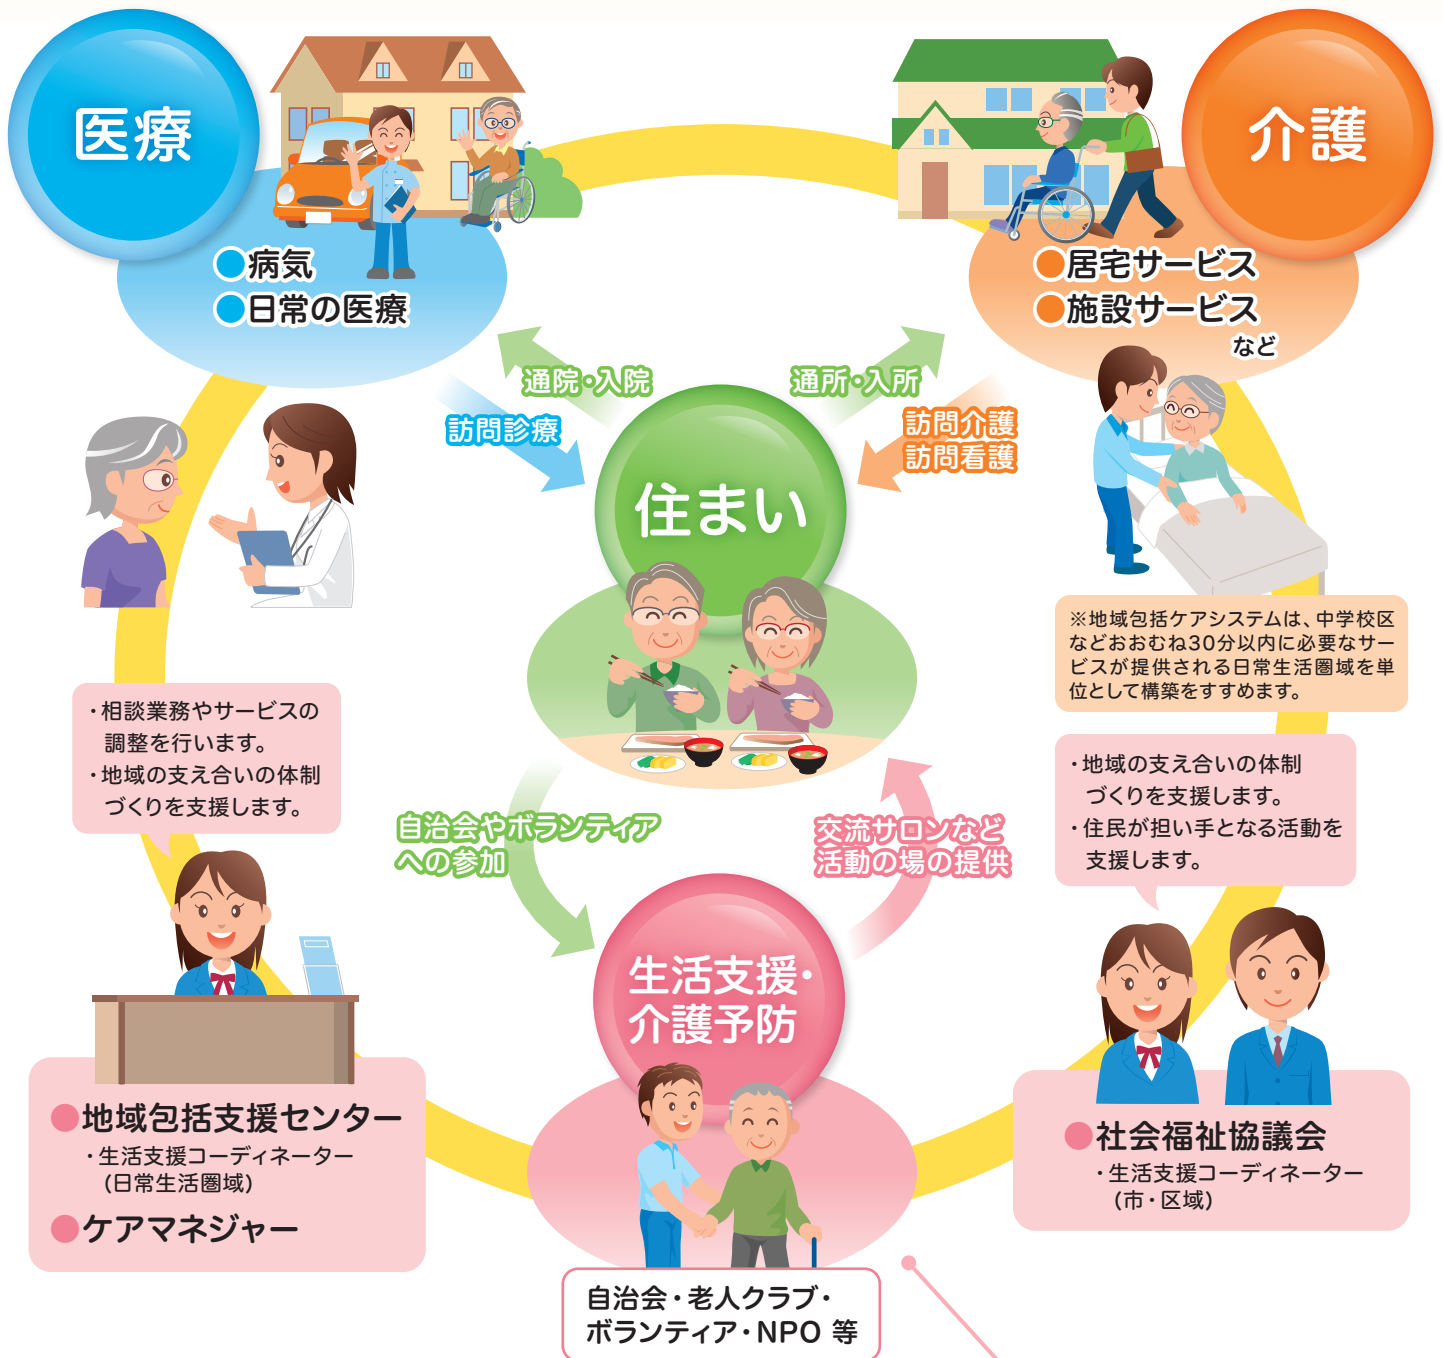 医療
介護
●病気
●日常の医療
●居宅サービス
●施設サービス
など
通院・入院
訪問診療
通所・入所
訪問介護
訪問看護
住まい
※地域包括ケアシステムは、中学校区
などおおむね30分以内に必要なサー
ビスが提供される日常生活圏域を単
位として構築をすすめます。
・相談業務やサービスの
調整を行います。
・地域の支え合いの体制
づくりを支援します。
・地域の支え合いの体制
づくりを支援します。
・住民が担い手となる活動を
支援します。
自治会やボランティア
への参加
交流サロンなど
活動の場の提供
生活支援・
介護予防
●地域包括支援センター
・生活支援コーディネーター
(日常生活圏域)
●ケアマネジャー
●社会福祉協議会
・生活支援コーディネーター
(市・区域)
自治会・老人クラブ・
ボランティア・NPO 等